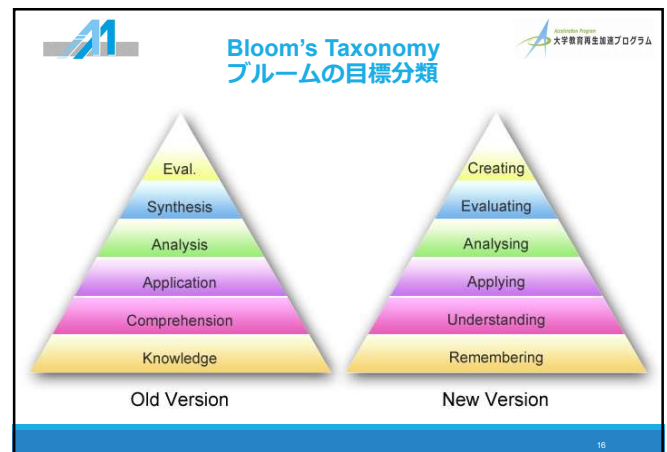 Bloom's Taxonomy
ブルームの目標分類
Acceleration Program
大学教育再生加速プログラム
Eval.
Synthesis
Analysis
Application
Comprehension
Knowledge
Old Version
Creating
Evaluating
Analysing
Applying
Understanding
Remembering
New Version
16